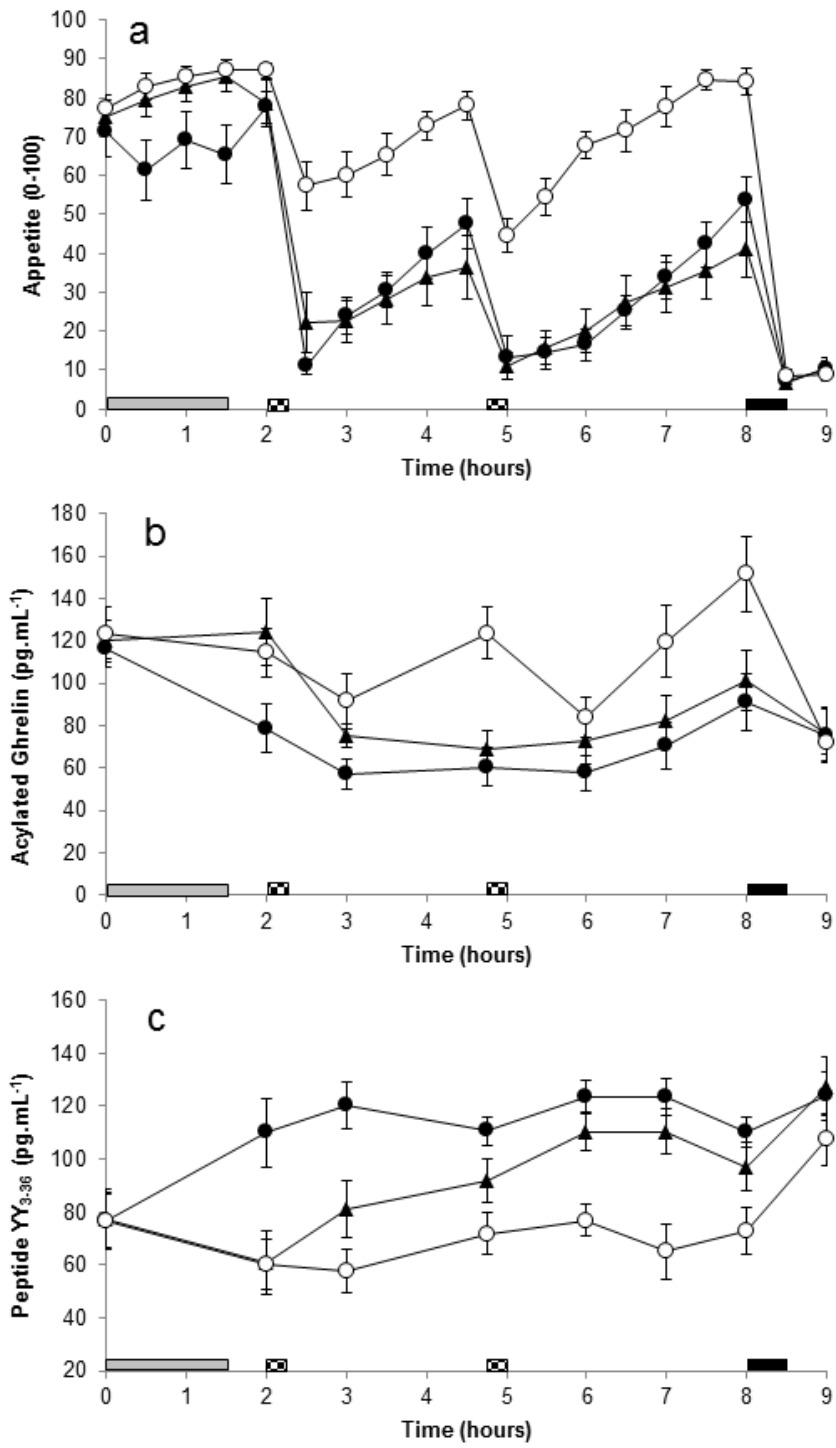 a
100
90
80
70
60
50
40
30
20
10
0
Appetite (0-100)
0 1 2 3 4 5 6 7 8 9
Time (hours)
b
180
160
140
120
100
80
60
40
20
0
Acylated Ghrelin (pg.mL⁻¹)
0 1 2 3 4 5 6 7 8 9
Time (hours)
c
160
140
120
100
80
60
40
20
Peptide YY₃₋₃₆ (pg.mL⁻¹)
0 1 2 3 4 5 6 7 8 9
Time (hours)